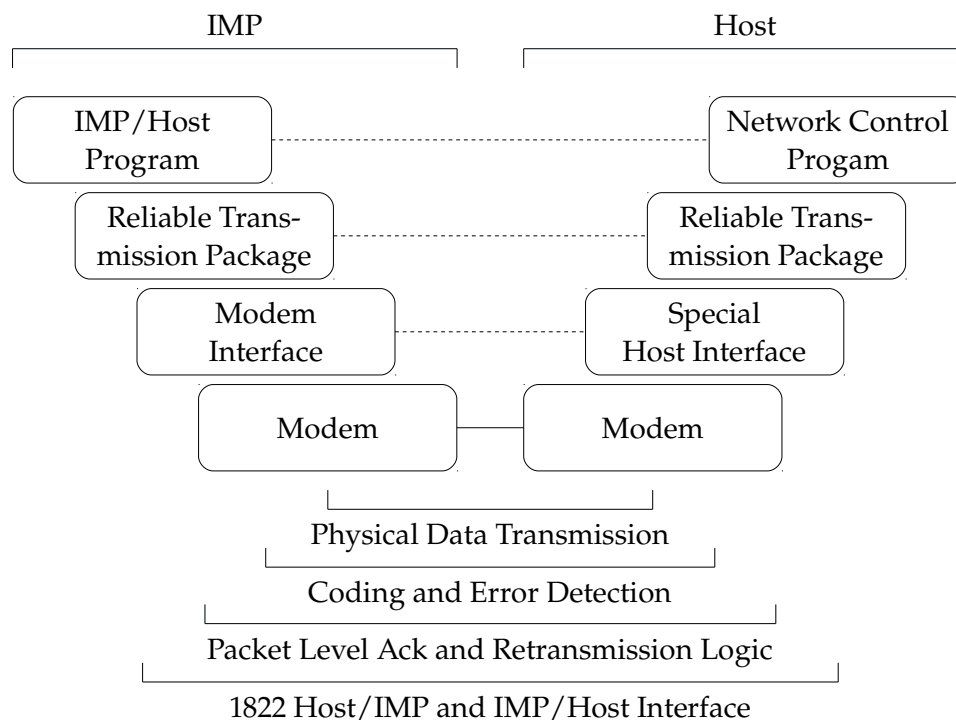 IMP
Host
IMP/Host
Program
Network Control
Progam
Reliable Trans-
mission Package
Reliable Trans-
mission Package
Modem
Interface
Special
Host Interface
Modem
Modem
Physical Data Transmission
Coding and Error Detection
Packet Level Ack and Retransmission Logic
1822 Host/IMP and IMP/Host Interface